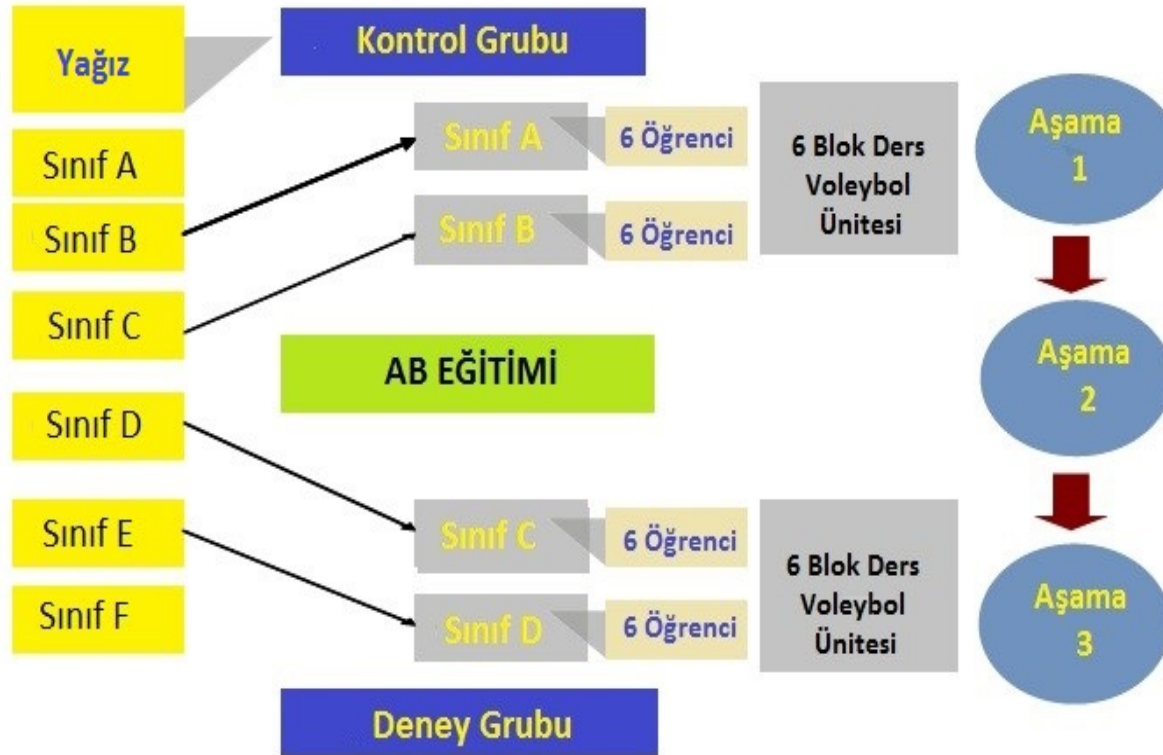 Yağız
Sınıf A
Sınıf B
Sınıf C
Sınıf D
Sınıf E
Sınıf F
Kontrol Grubu
Sınıf A
6 Öğrenci
Sınıf B
6 Öğrenci
6 Blok Ders
Voleybol
Ünitesi
AB EĞİTİMİ
Sınıf C
6 Öğrenci
Sınıf D
6 Öğrenci
6 Blok Ders
Voleybol
Ünitesi
Deney Grubu
Aşama
1
Aşama
2
Aşama
3